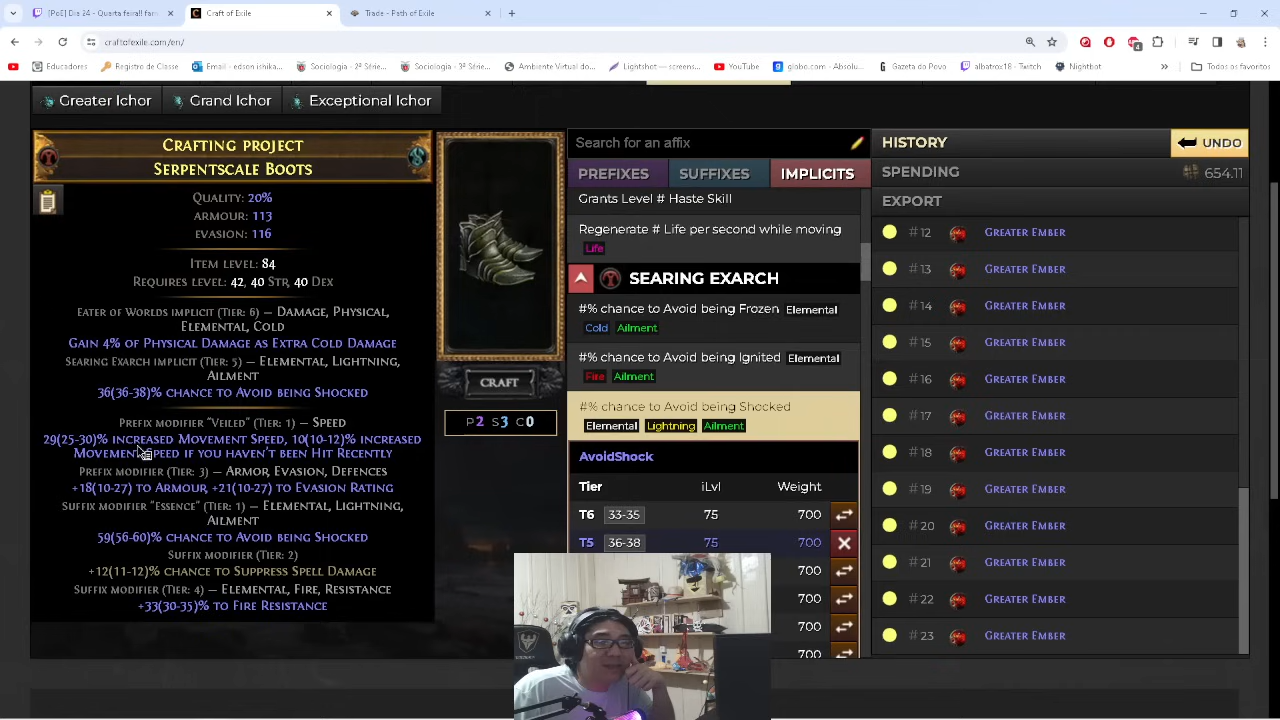 [PoE] Dia 81 - Quarta-feira! facil
Craft of Exile
Trade - Path of Exile
craftofexile.com/en/
Educadores
Registro de Classe
Email - edson.isika...
Sociologia - 2ª Série...
Sociologia - 3ª Série...
Ambiente Virtual do...
Lightshot — screen...
YouTube
globo.com - Absolu...
Gazeta do Povo
albatrox18 - Twitch
Nightbot
Todos os favoritos
Greater Ichor
Grand Ichor
Exceptional Ichor
Crafting project
Serpentscale Boots
Quality: 20%
Armour: 113
Evasion: 116
Item level: 84
Requires level: 42, 40 Str, 40 Dex
Eater of Worlds implicit (Tier: 6) — Damage, Physical,
Elemental, Cold
Gain 4% of Physical Damage as Extra Cold Damage
Searing Exarch implicit (Tier: 5) — Elemental, Lightning,
Ailment
36(36-38)% chance to Avoid being Shocked
Prefix modifier "Veiled" (Tier: 1) — Speed
29(25-30)% increased Movement Speed, 10(10-12)% increased
Movement Speed if you haven't been Hit Recently
Prefix modifier (Tier: 3) — Armor, Evasion, Defences
+18(10-27) to Armour, +21(10-27) to Evasion Rating
Suffix modifier "Essence" (Tier: 1) — Elemental, Lightning,
Ailment
59(56-60)% chance to Avoid being Shocked
Suffix modifier (Tier: 2)
+12(11-12)% chance to Suppress Spell Damage
Suffix modifier (Tier: 4) — Elemental, Fire, Resistance
+33(30-35)% to Fire Resistance
CRAFT
P2 S3 C0
Search for an affix
PREFIXES
SUFFIXES
IMPLICITS
Grants Level # Haste Skill
Regenerate # Life per second while moving
Life
SEARING EXARCH
#% chance to Avoid being Frozen Elemental
Cold Ailment
#% chance to Avoid being Ignited Elemental
Fire Ailment
#% chance to Avoid being Shocked
Elemental Lightning Ailment
AvoidShock
Tier iLvl Weight
T6 33-35 75 700
T5 36-38 75 700
700
700
700
700
HISTORY
UNDO
SPENDING
654.11
EXPORT
#12 Greater Ember
#13 Greater Ember
#14 Greater Ember
#15 Greater Ember
#16 Greater Ember
#17 Greater Ember
#18 Greater Ember
#19 Greater Ember
#20 Greater Ember
#21 Greater Ember
#22 Greater Ember
#23 Greater Ember